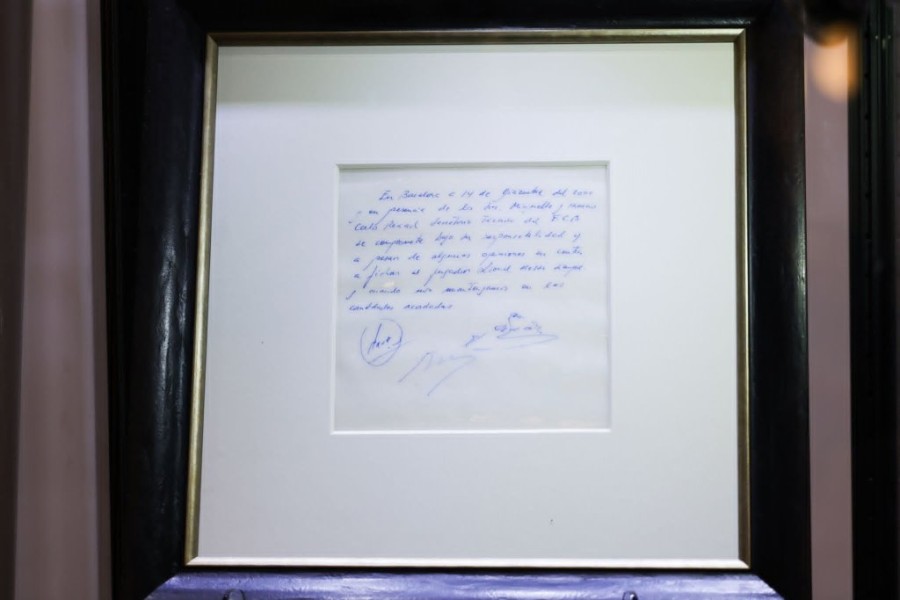 En Barcelona a 14 de Diciembre del 2000
y en presencia de los Sres Minguella y Horacio
Carles Rexach Secretario Técnico del F.C.B
se compromete bajo su responsabilidad y
a pesar de algunas opiniones en contra
a fichar al jugador Lionel Messi siempre
y cuando nos mantengamos en las
cantidades acordadas